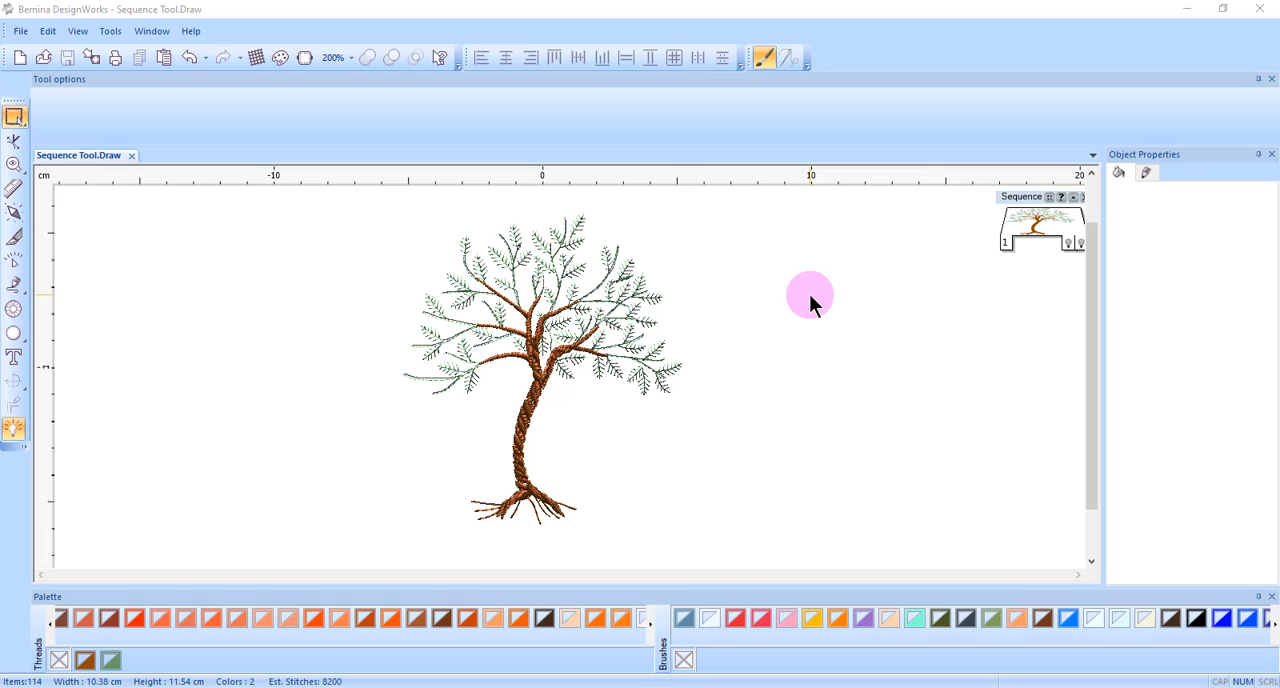 Bernina DesignWorks - Sequence Tool.Draw
File Edit View Tools Window Help
200%
Tool options
Sequence Tool.Draw
Object Properties
cm -10 0 10 20
Sequence ?
1
Palette
Threads
Brushes
Items:114 Width : 10.38 cm Height : 11.54 cm Colors : 2 Est. Stitches: 8200 CAP NUM SCRL